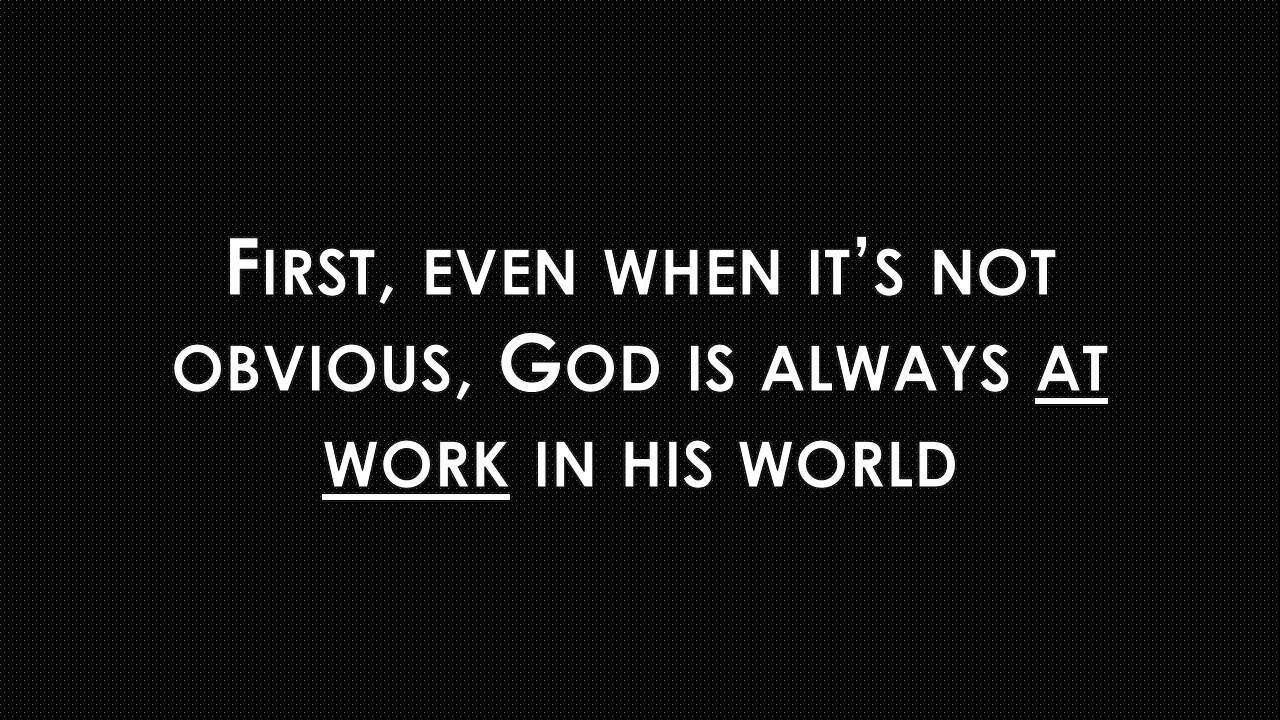 First, even when it’s not
obvious, God is always at
work in his world